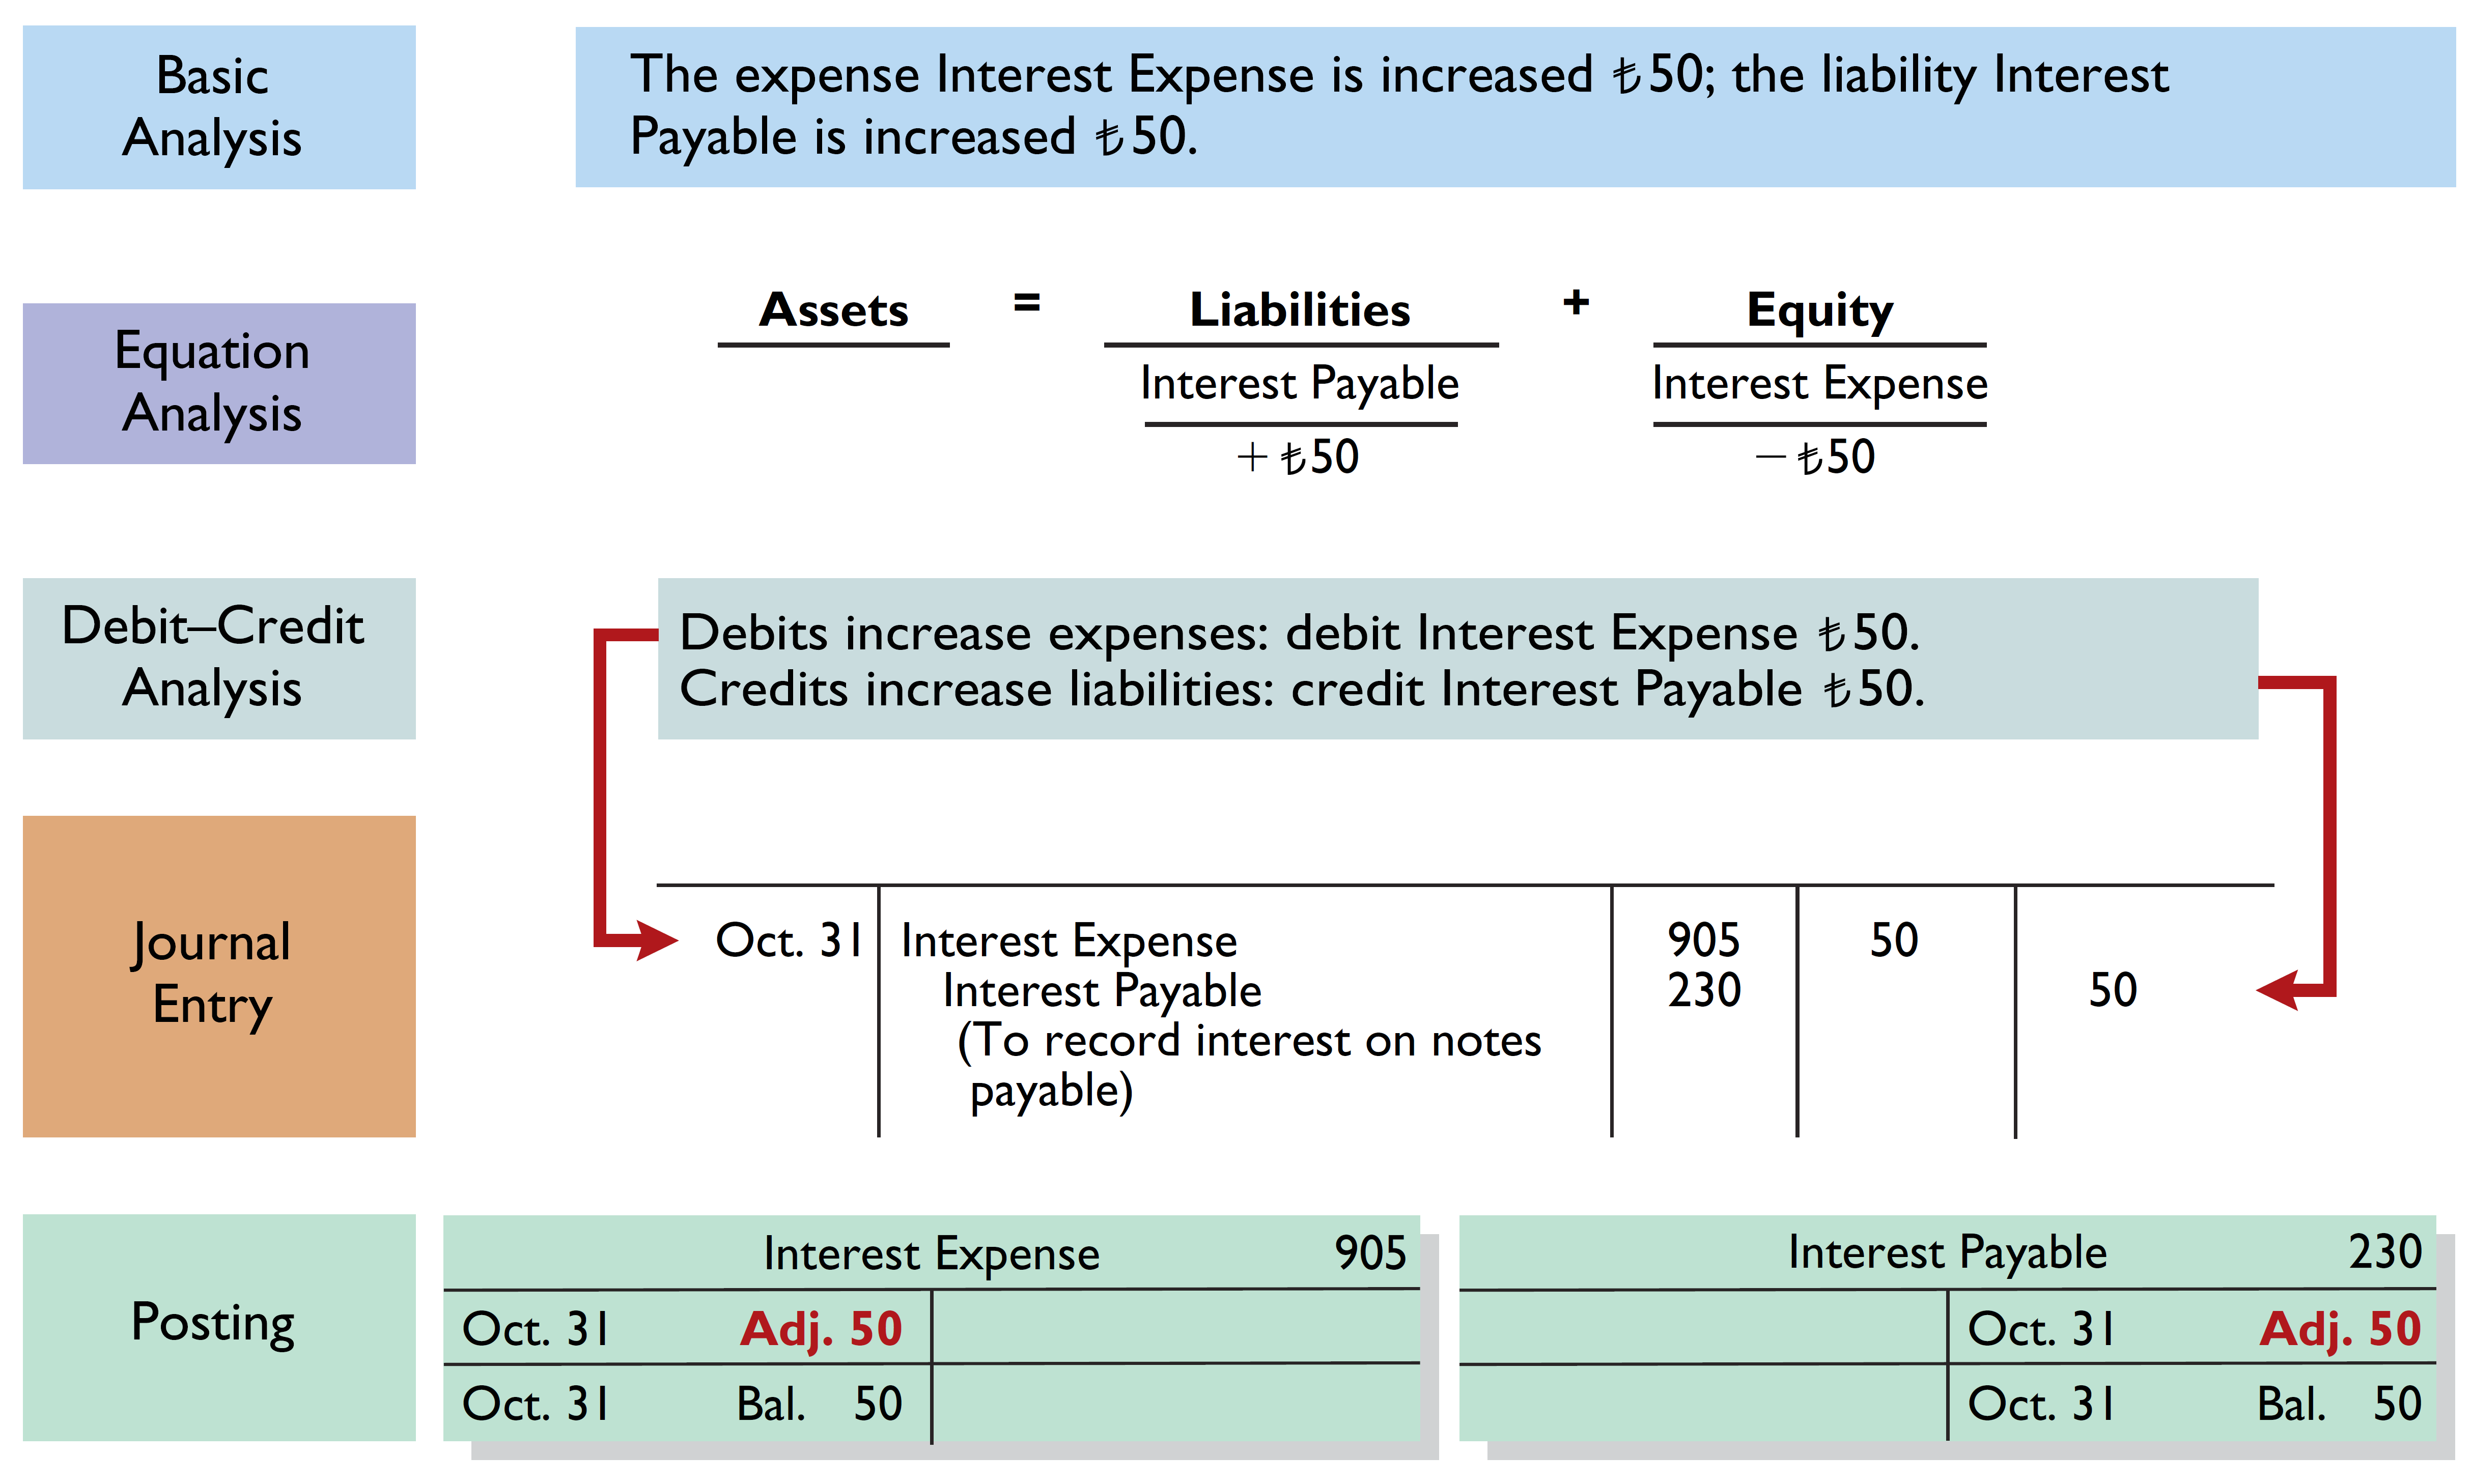 Basic
Analysis
The expense Interest Expense is increased ₺50; the liability Interest
Payable is increased ₺50.
Equation
Analysis
Assets = Liabilities + Equity
Interest Payable Interest Expense
+ ₺50 − ₺50
Debit–Credit
Analysis
Debits increase expenses: debit Interest Expense ₺50.
Credits increase liabilities: credit Interest Payable ₺50.
Journal
Entry
Oct. 31 Interest Expense 905 50
Interest Payable 230 50
(To record interest on notes
payable)
Posting
Interest Expense 905
Oct. 31 Adj. 50
Oct. 31 Bal. 50
Interest Payable 230
Oct. 31 Adj. 50
Oct. 31 Bal. 50